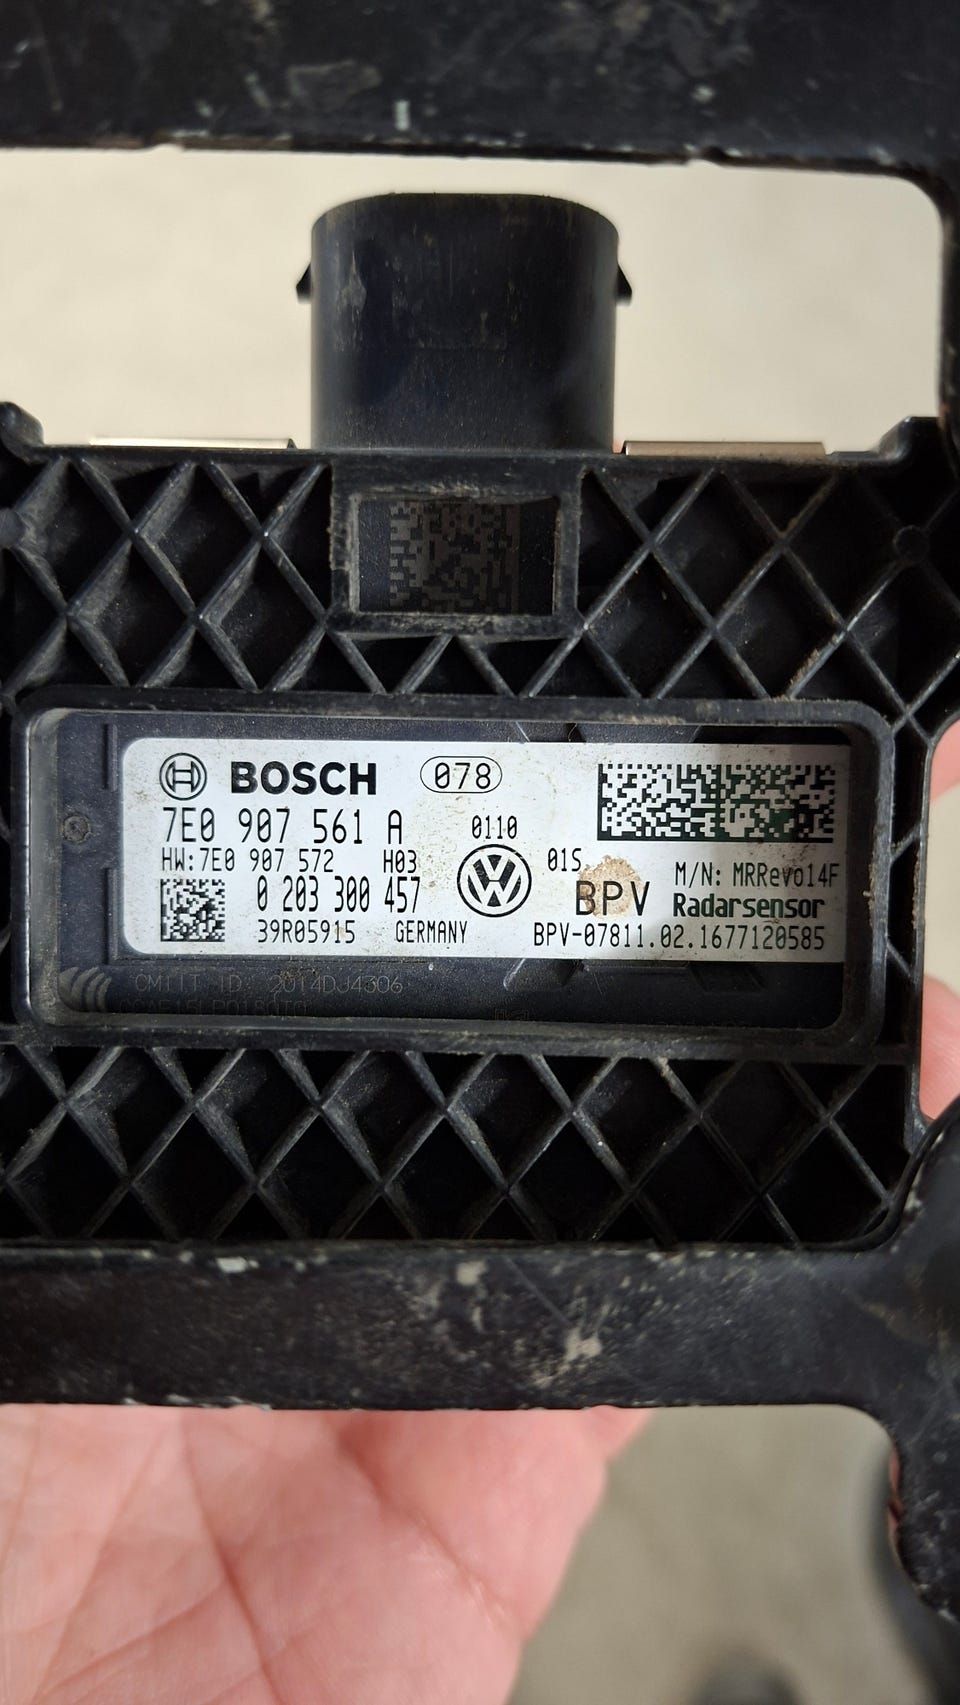 BOSCH 078
7E0 907 561 A 0110
HW:7E0 907 572 H03 01S M/N: MRRevo14F
0 203 300 457 BPV Radarsensor
39R05915 GERMANY BPV-07811.02.1677120585
CMIIT ID: 2014DJ4306